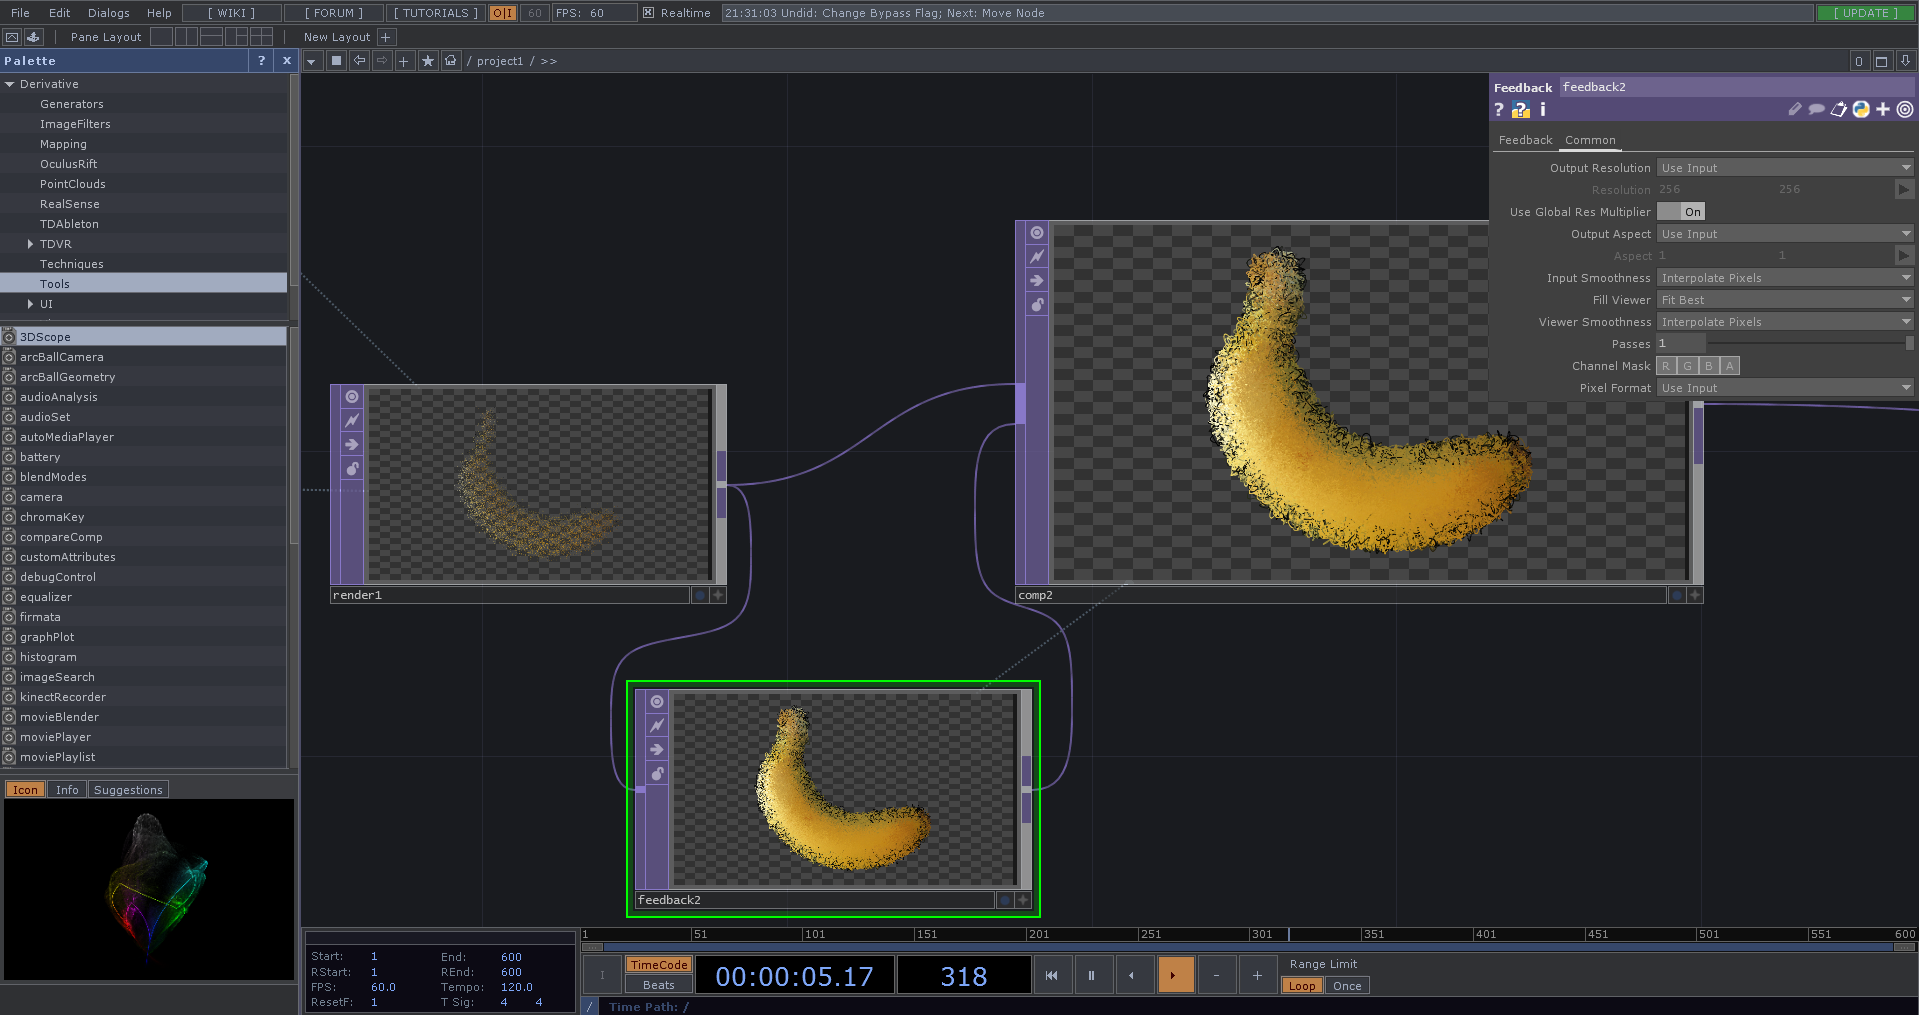 File Edit Dialogs Help [ WIKI ] [ FORUM ] [ TUTORIALS ] O|I 60 FPS: 60 Realtime 21:31:03 Undid: Change Bypass Flag; Next: Move Node [ UPDATE ]
Pane Layout New Layout +
Palette ? x / project1 / >> 0
Derivative
Generators
ImageFilters
Mapping
OculusRift
PointClouds
RealSense
TDAbleton
TDVR
Techniques
Tools
UI
3DScope
arcBallCamera
arcBallGeometry
audioAnalysis
audioSet
autoMediaPlayer
battery
blendModes
camera
chromaKey
compareComp
customAttributes
debugControl
equalizer
firmata
graphPlot
histogram
imageSearch
kinectRecorder
movieBlender
moviePlayer
moviePlaylist
Icon Info Suggestions
render1
comp2
feedback2
Feedback feedback2
? ? i
Feedback Common
Output Resolution Use Input
Resolution 256 256
Use Global Res Multiplier On
Output Aspect Use Input
Aspect 1 1
Input Smoothness Interpolate Pixels
Fill Viewer Fit Best
Viewer Smoothness Interpolate Pixels
Passes 1
Channel Mask R G B A
Pixel Format Use Input
1 51 101 151 201 251 301 351 401 451 501 551 600
Start: 1 End: 600
RStart: 1 REnd: 600
FPS: 60.0 Tempo: 120.0
ResetF: 1 T Sig: 4 4
I TimeCode Beats 00:00:05.17 318 - + Range Limit
Loop Once
/ Time Path: /